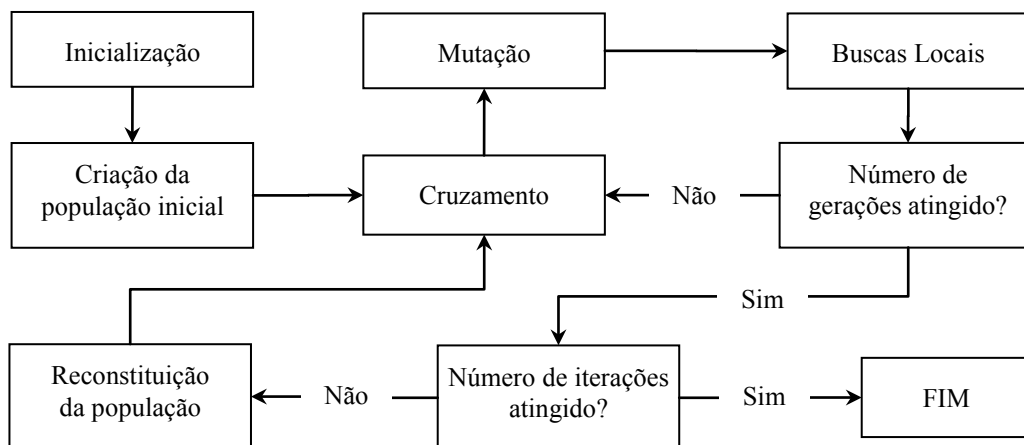 Inicialização
Mutação
Buscas Locais
Criação da
população inicial
Cruzamento
Não
Número de
gerações atingido?
Sim
Reconstituição
da população
Não
Número de iterações
atingido?
Sim
FIM